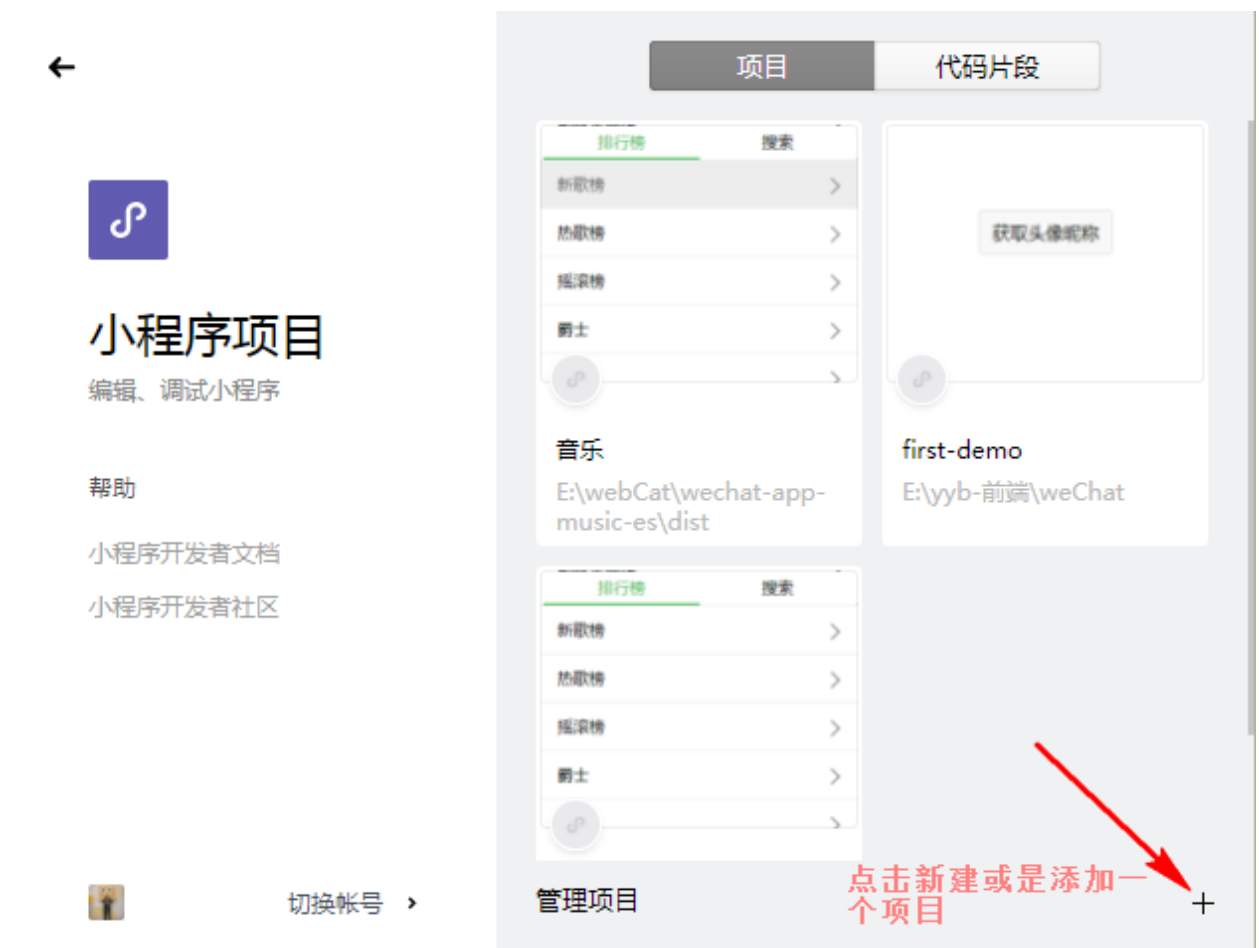 小程序项目
编辑、调试小程序
帮助
小程序开发者文档
小程序开发者社区
切换帐号
项目
代码片段
排行榜
搜索
新歌榜
热歌榜
摇滚榜
爵士
音乐
E:\webCat\wechat-app-
music-es\dist
获取头像昵称
first-demo
E:\yyb-前端\weChat
排行榜
搜索
新歌榜
热歌榜
摇滚榜
爵士
管理项目
点击新建或是添加一
个项目